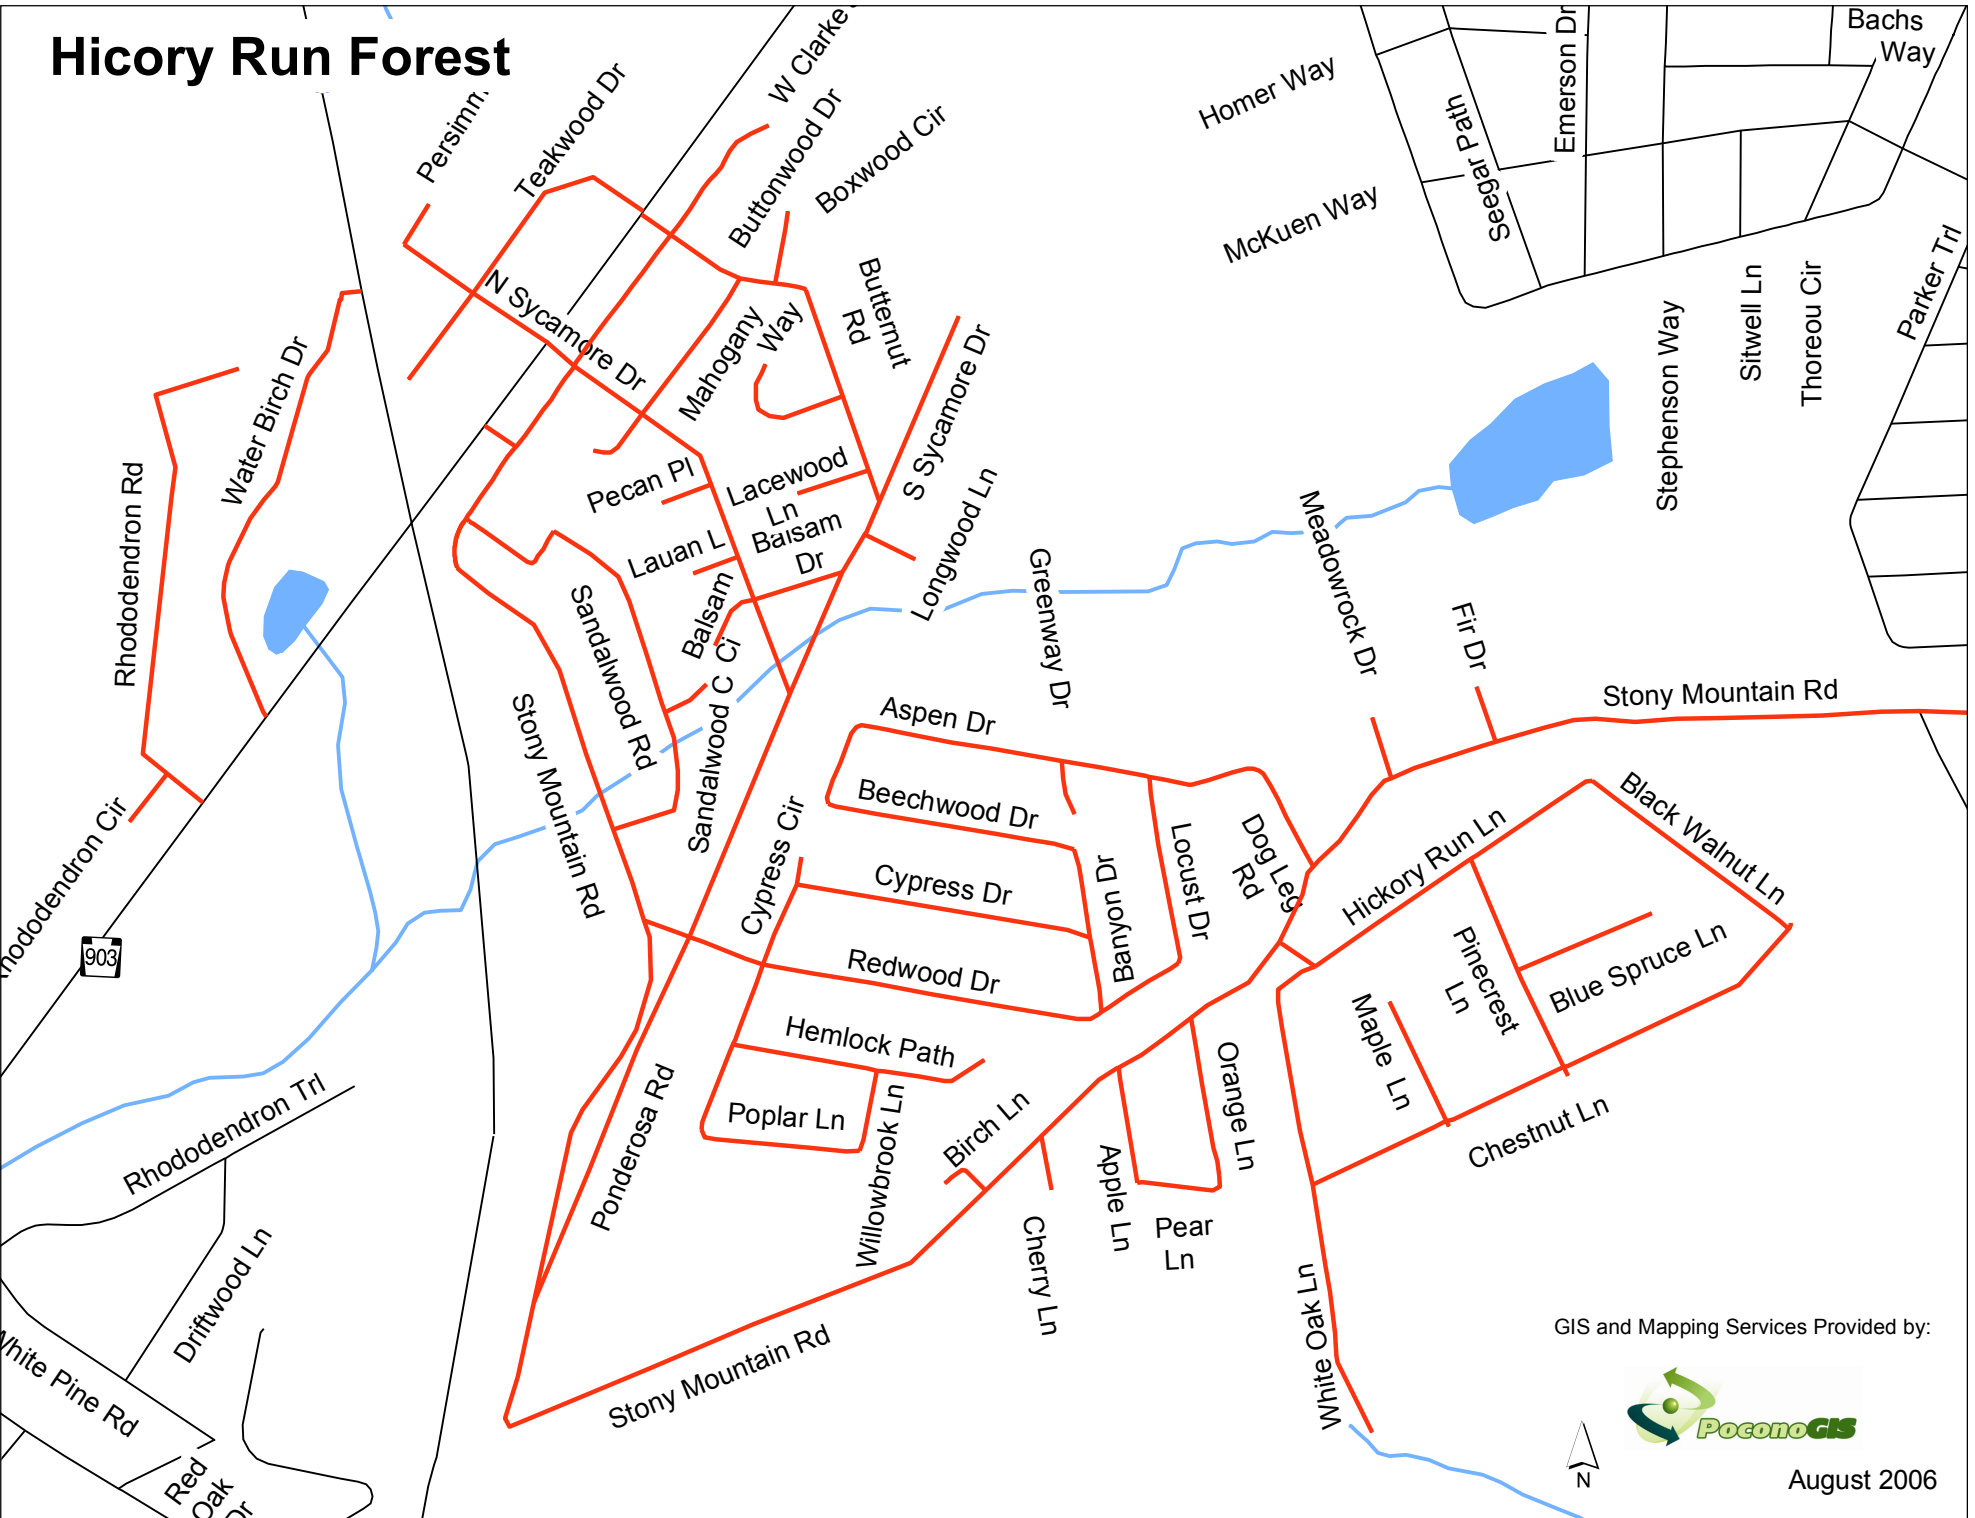 Hicory Run Forest
Persimm
Teakwood Dr
W Clarke
Buttonwood Dr
Boxwood Cir
Homer Way
McKuen Way
Seegar Path
Emerson Dr
Bachs
Way
Parker Trl
Stephenson Way
Sitwell Ln
Thoreou Cir
N Sycamore Dr
Mahogany
Way
Butternut
Rd
S Sycamore Dr
Water Birch Dr
Rhododendron Rd
Pecan Pl
Lacewood
Ln
Lauan L
Balsam
Dr
Balsam
Ci
Longwood Ln
Greenway Dr
Meadowrock Dr
Fir Dr
Stony Mountain Rd
Sandalwood Rd
Sandalwood C
Stony Mountain Rd
Aspen Dr
Beechwood Dr
Cypress Cir
Cypress Dr
Banyon Dr
Locust Dr
Dog Leg
Rd
Hickory Run Ln
Black Walnut Ln
Rhododendron Cir
903
Redwood Dr
Pinecrest
Ln
Blue Spruce Ln
Maple Ln
Chestnut Ln
Hemlock Path
Poplar Ln
Willowbrook Ln
Ponderosa Rd
Birch Ln
Orange Ln
Apple Ln
Pear
Ln
Cherry Ln
White Oak Ln
Stony Mountain Rd
Rhododendron Trl
Driftwood Ln
White Pine Rd
Red
Oak
Dr
GIS and Mapping Services Provided by:
PoconoGIS
N
August 2006